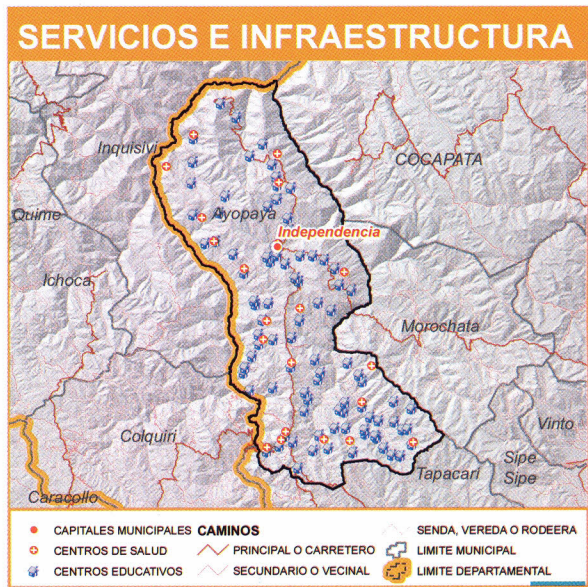 SERVICIOS E INFRAESTRUCTURA
Inquisivi
COCAPATA
Quime
Ayopaya
Independencia
Ichoca
Morochata
Colquiri
Vinto
Sipe
Sipe
Tapacari
Caracollo
CAPITALES MUNICIPALES
CENTROS DE SALUD
CENTROS EDUCATIVOS
CAMINOS
PRINCIPAL O CARRETERO
SECUNDARIO O VECINAL
SENDA, VEREDA O RODEERA
LIMITE MUNICIPAL
LIMITE DEPARTAMENTAL